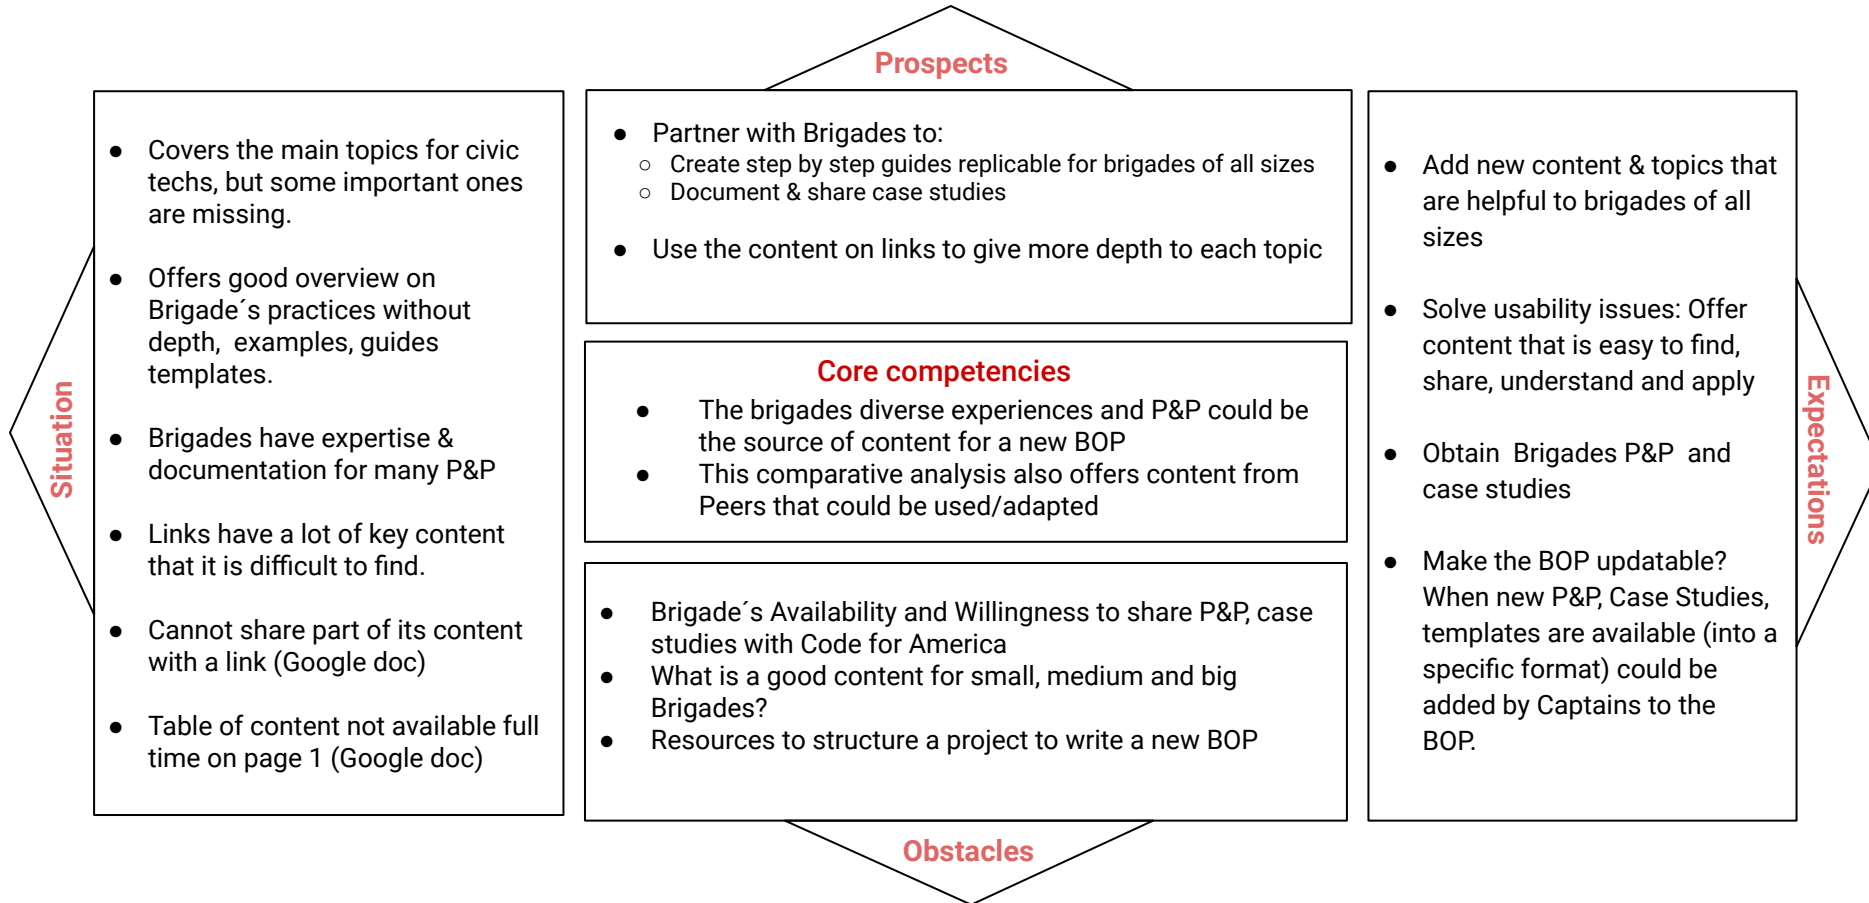 Prospects
Situation
● Covers the main topics for civic
techs, but some important ones
are missing.
● Offers good overview on
Brigade´s practices without
depth,  examples, guides
templates.
● Brigades have expertise &
documentation for many P&P
● Links have a lot of key content
that it is difficult to find.
● Cannot share part of its content
with a link (Google doc)
● Table of content not available full
time on page 1 (Google doc)
● Partner with Brigades to:
○ Create step by step guides replicable for brigades of all sizes
○ Document & share case studies
● Use the content on links to give more depth to each topic
Core competencies
● The brigades diverse experiences and P&P could be
the source of content for a new BOP
● This comparative analysis also offers content from
Peers that could be used/adapted
● Brigade´s Availability and Willingness to share P&P, case
studies with Code for America
● What is a good content for small, medium and big
Brigades?
● Resources to structure a project to write a new BOP
Obstacles
● Add new content & topics that
are helpful to brigades of all
sizes
● Solve usability issues: Offer
content that is easy to find,
share, understand and apply
● Obtain  Brigades P&P  and
case studies
● Make the BOP updatable?
When new P&P, Case Studies,
templates are available (into a
specific format) could be
added by Captains to the
BOP.
Expectations